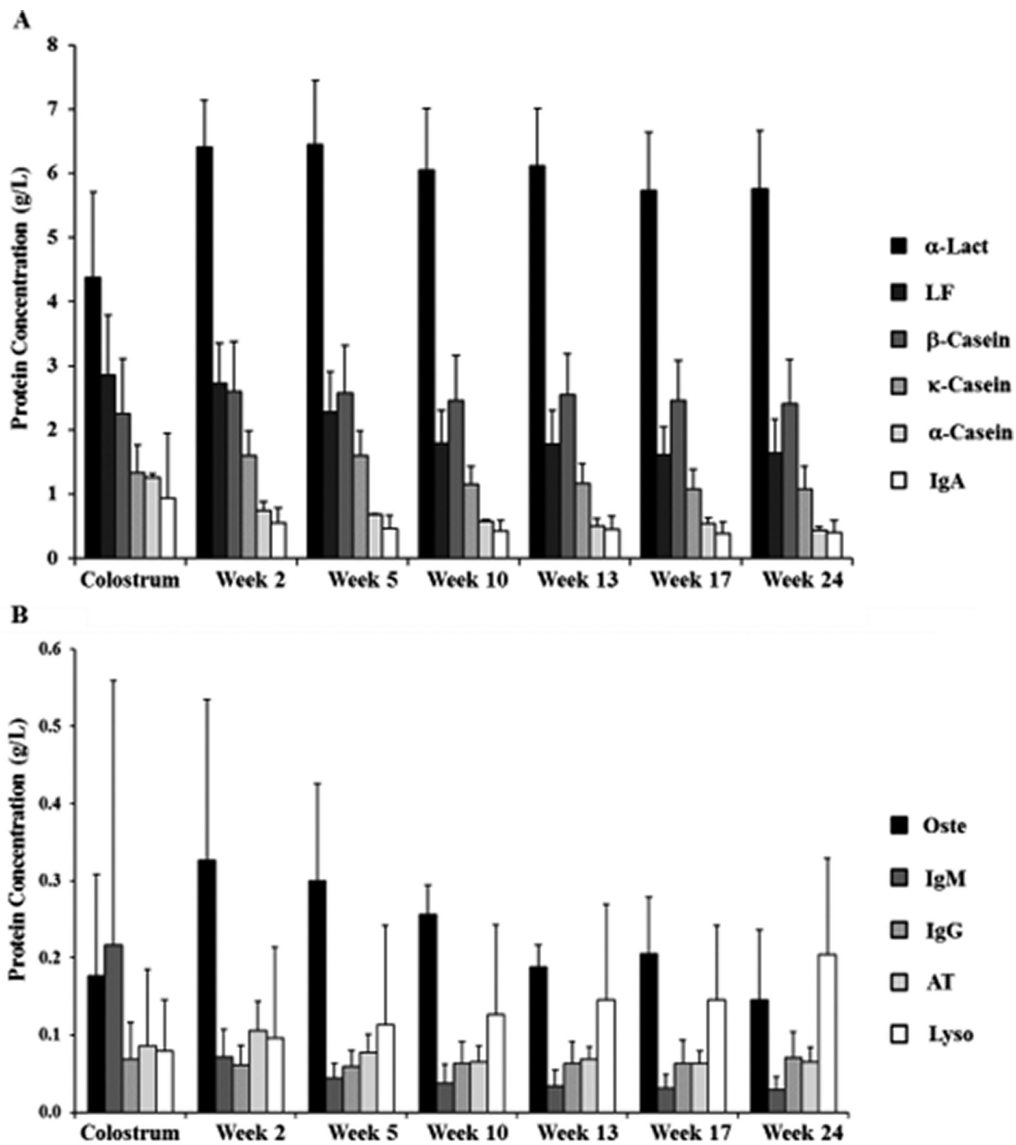 A
Protein Concentration (g/L)
8
7
6
5
4
3
2
1
0
Colostrum Week 2 Week 5 Week 10 Week 13 Week 17 Week 24
α-Lact
LF
β-Casein
κ-Casein
α-Casein
IgA
B
Protein Concentration (g/L)
0.6
0.5
0.4
0.3
0.2
0.1
0.0
Colostrum Week 2 Week 5 Week 10 Week 13 Week 17 Week 24
Oste
IgM
IgG
AT
Lyso